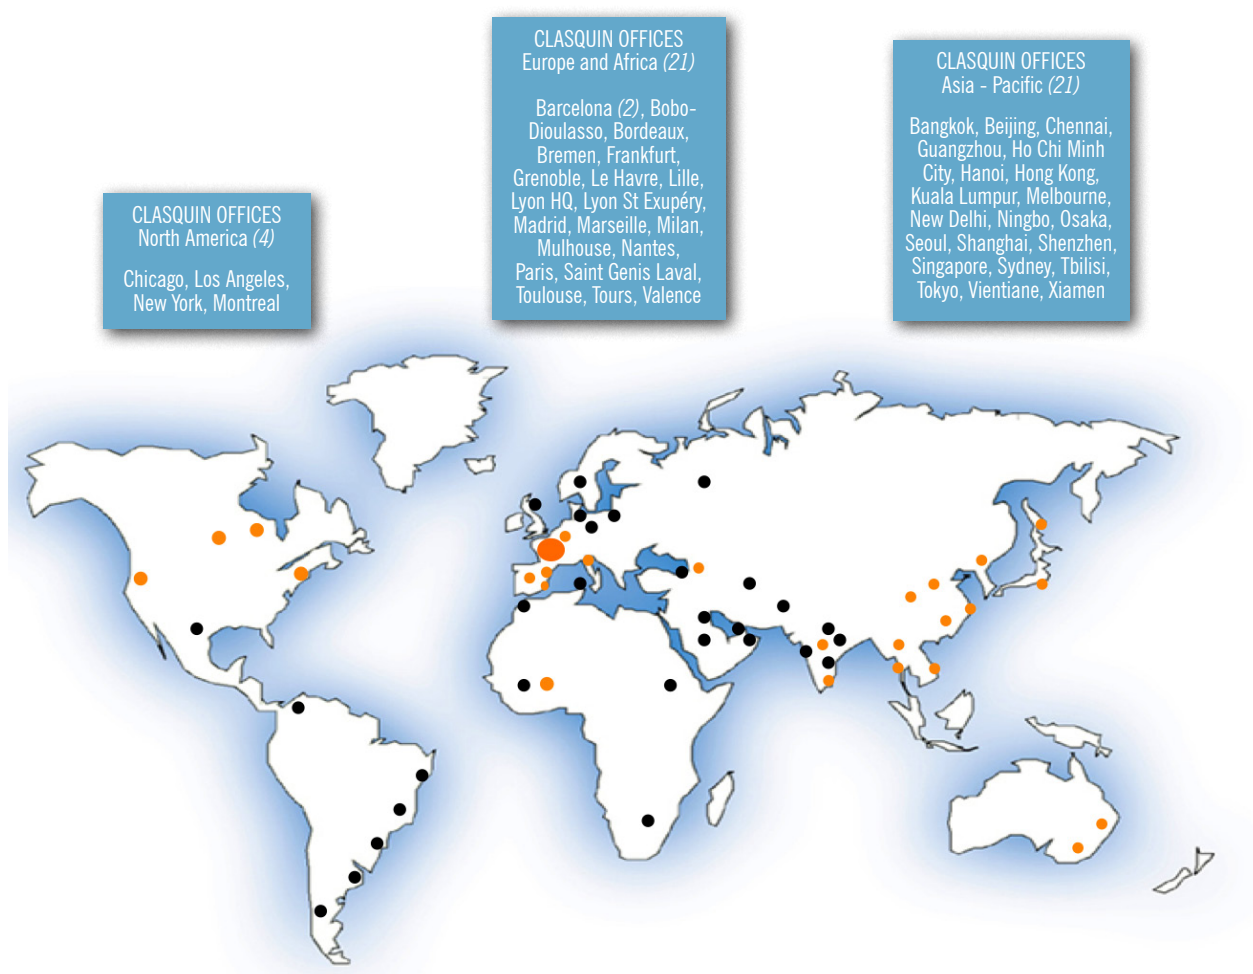 CLASQUIN OFFICES
North America (4)
Chicago, Los Angeles,
New York, Montreal
CLASQUIN OFFICES
Europe and Africa (21)
Barcelona (2), Bobo-
Dioulasso, Bordeaux,
Bremen, Frankfurt,
Grenoble, Le Havre, Lille,
Lyon HQ, Lyon St Exupéry,
Madrid, Marseille, Milan,
Mulhouse, Nantes,
Paris, Saint Genis Laval,
Toulouse, Tours, Valence
CLASQUIN OFFICES
Asia - Pacific (21)
Bangkok, Beijing, Chennai,
Guangzhou, Ho Chi Minh
City, Hanoi, Hong Kong,
Kuala Lumpur, Melbourne,
New Delhi, Ningbo, Osaka,
Seoul, Shanghai, Shenzhen,
Singapore, Sydney, Tbilisi,
Tokyo, Vientiane, Xiamen